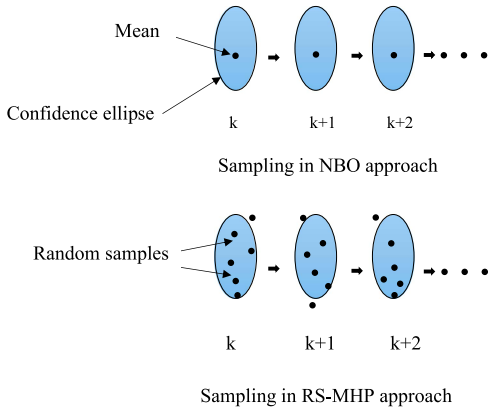 Mean
Confidence ellipse
k k+1 k+2
Sampling in NBO approach
Random samples
k k+1 k+2
Sampling in RS-MHP approach